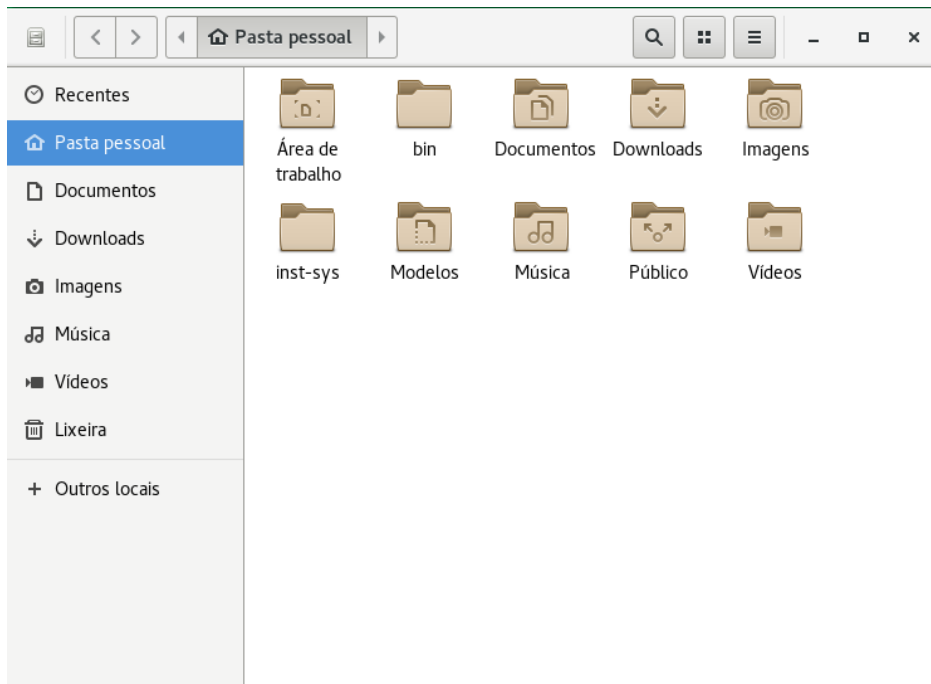 Pasta pessoal
Recentes
Pasta pessoal
Documentos
Downloads
Imagens
Música
Vídeos
Lixeira
Outros locais
Área de
trabalho
bin
Documentos
Downloads
Imagens
inst-sys
Modelos
Música
Público
Vídeos